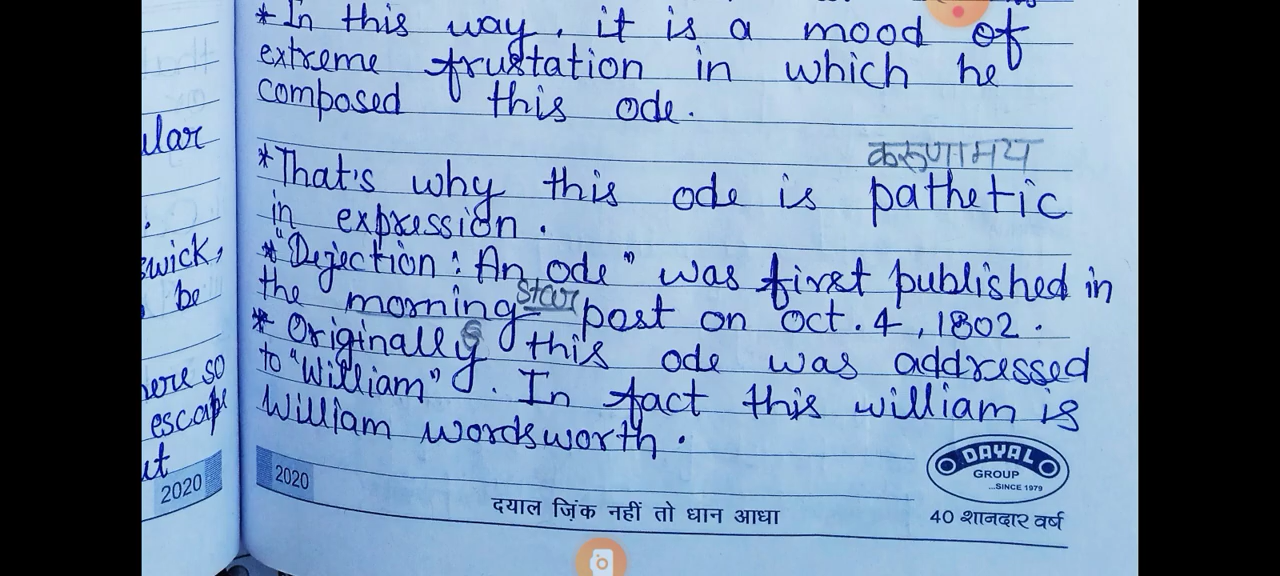 ular
.
wick,
be
here so
escape
ut
2020
*In this way, it is a mood of
extreme frustation in which he
composed this ode.
करूणामय
*That's why this ode is pathetic
in expression.
* "Dejection: An ode" was first published in
the morning star post on Oct. 4, 1802.
* Originally this ode was addressed
to "William". In fact this william is
William wordsworth.
2020
दयाल ज़िंक नहीं तो धान आधा
DAYAL
GROUP
...SINCE 1979
40 शानदार वर्ष